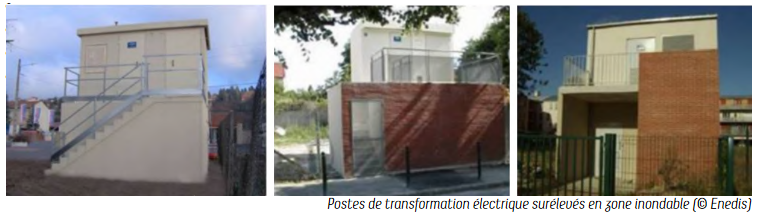 Postes de transformation électrique surélevés en zone inondable (© Enedis)